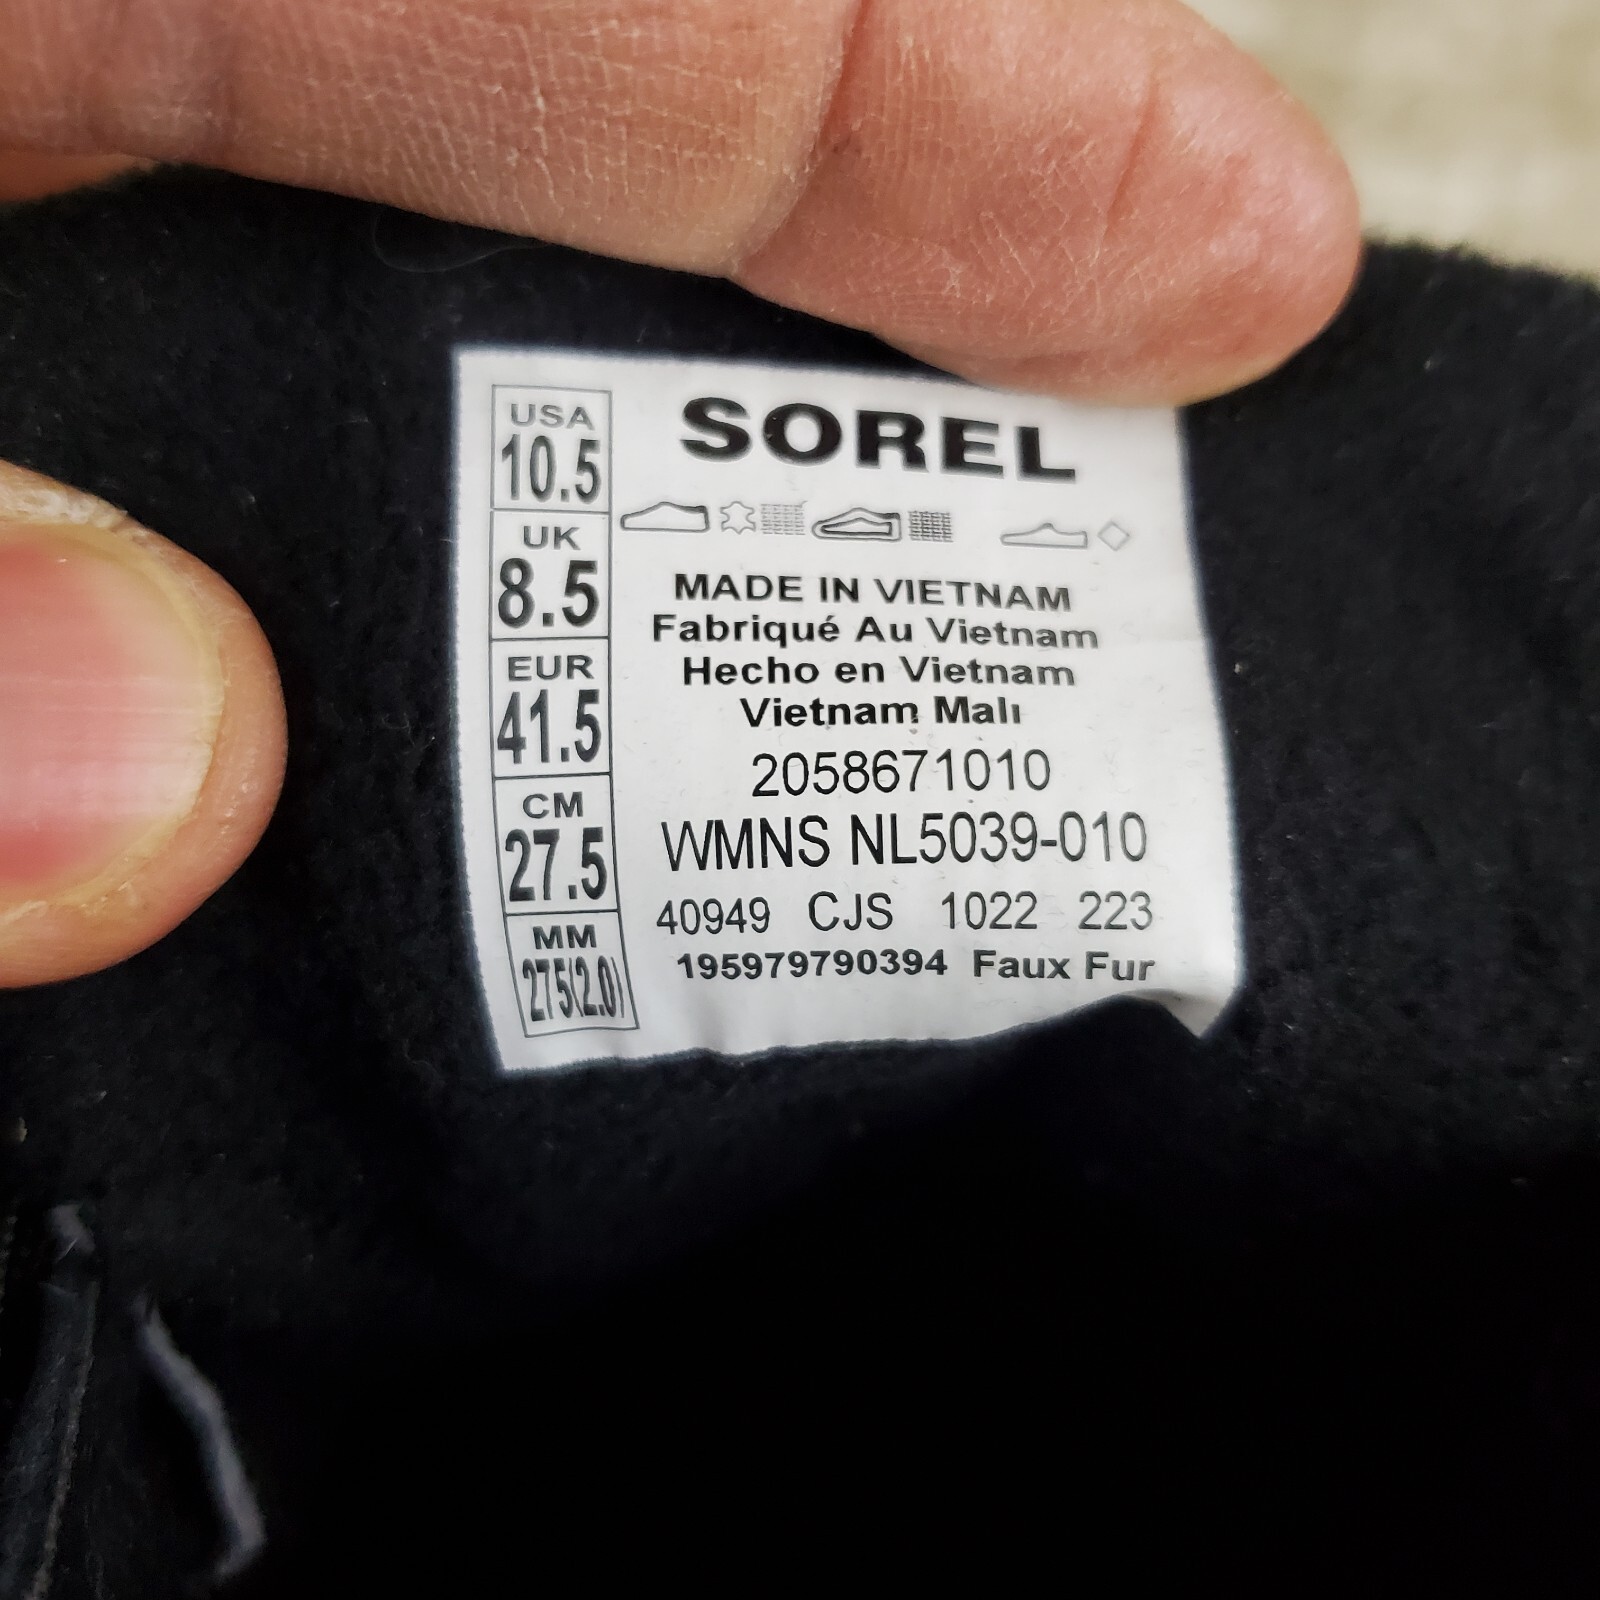 USA
10.5
UK
8.5
EUR
41.5
CM
27.5
MM
275(2.0)
SOREL
MADE IN VIETNAM
Fabriqué Au Vietnam
Hecho en Vietnam
Vietnam Malı
2058671010
WMNS NL5039-010
40949 CJS 1022 223
195979790394 Faux Fur